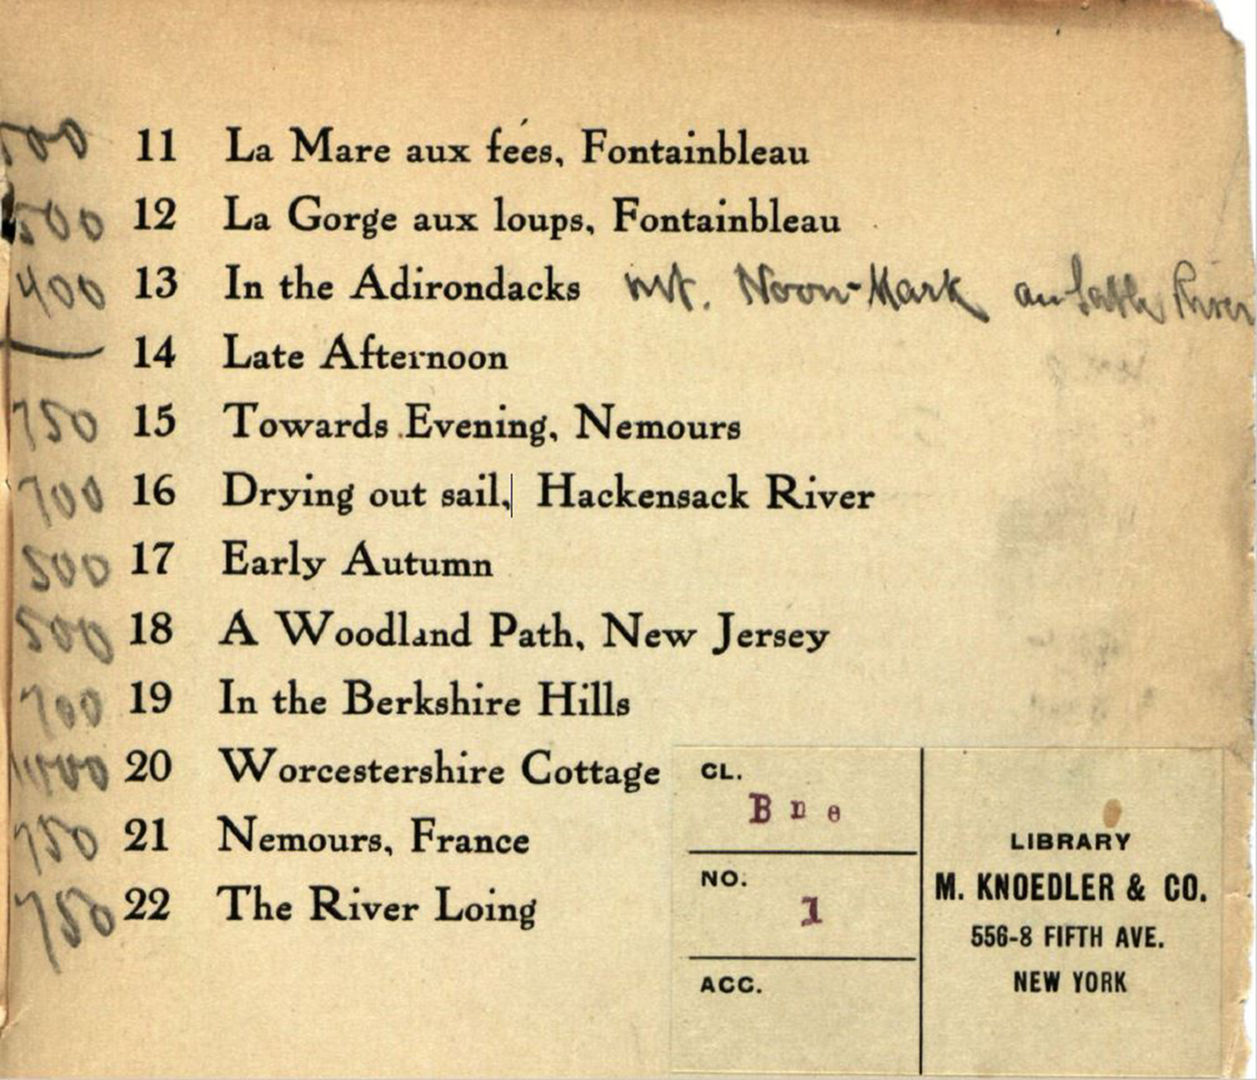 500 11 La Mare aux feés, Fontainbleau
500 12 La Gorge aux loups, Fontainbleau
400 13 In the Adirondacks Mt. Noon-Mark ausable River
— 14 Late Afternoon
750 15 Towards Evening, Nemours
700 16 Drying out sail, Hackensack River
500 17 Early Autumn
500 18 A Woodland Path, New Jersey
700 19 In the Berkshire Hills
20 Worcestershire Cottage
750 21 Nemours, France
750 22 The River Loing
CL.
Bne
NO.
1
ACC.
LIBRARY
M. KNOEDLER & CO.
556-8 FIFTH AVE.
NEW YORK